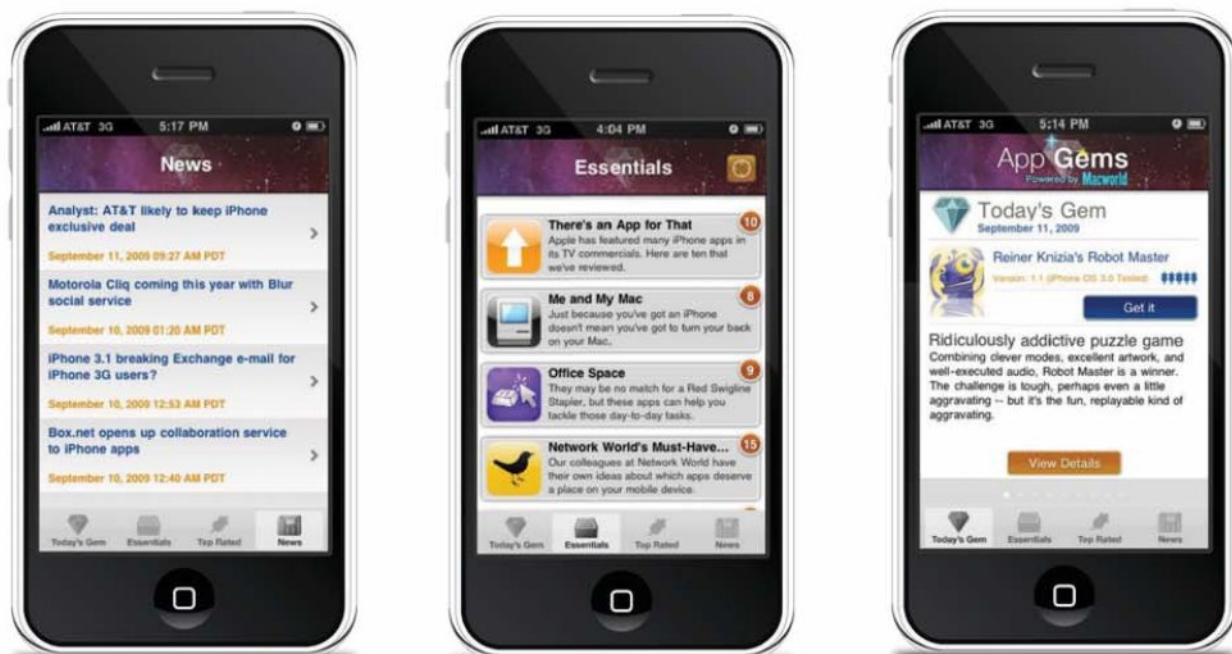 AT&T 3G 5:17 PM
News
Analyst: AT&T likely to keep iPhone
exclusive deal
September 11, 2009 09:27 AM PDT
Motorola Cliq coming this year with Blur
social service
September 10, 2009 01:20 AM PDT
iPhone 3.1 breaking Exchange e-mail for
iPhone 3G users?
September 10, 2009 12:53 AM PDT
Box.net opens up collaboration service
to iPhone apps
September 10, 2009 12:40 AM PDT
Today's Gem Essentials Top Rated News
AT&T 3G 4:04 PM
Essentials
There's an App for That 10
Apple has featured many iPhone apps in
its TV commercials. Here are ten that
we've reviewed.
Me and My Mac 8
Just because you've got an iPhone
doesn't mean you've got to turn your back
on your Mac.
Office Space 9
They may be no match for a Red Swigline
Stapler, but these apps can help you
tackle those day-to-day tasks.
Network World's Must-Have... 15
Our colleagues at Network World have
their own ideas about which apps deserve
a place on your mobile device.
Today's Gem Essentials Top Rated News
AT&T 3G 5:14 PM
App Gems
Powered by Macworld
Today's Gem
September 11, 2009
Reiner Knizia's Robot Master
Version: 1.1 (iPhone OS 3.0 Tested)
Get it
Ridiculously addictive puzzle game
Combining clever modes, excellent artwork, and
well-executed audio, Robot Master is a winner.
The challenge is tough, perhaps even a little
aggravating -- but it's the fun, replayable kind of
aggravating.
View Details
Today's Gem Essentials Top Rated News